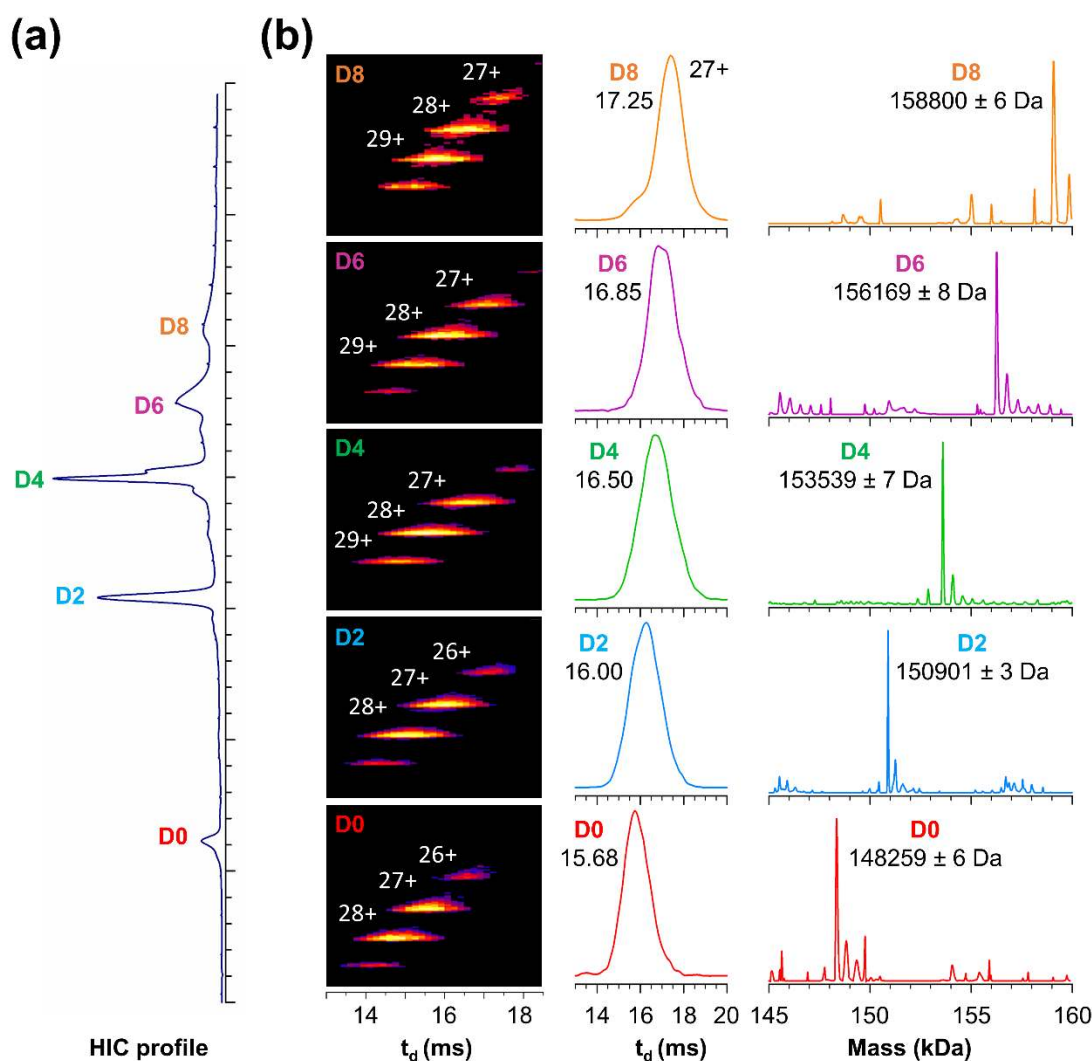 (a)
(b)
D8
D6
D4
D2
D0
HIC profile
D8
27+
28+
29+
D6
27+
28+
29+
D4
27+
28+
29+
D2
26+
27+
28+
D0
26+
27+
28+
14 16 18
td (ms)
D8
17.25
27+
14 16 18 20
D6
16.85
D4
16.50
D2
16.00
D0
15.68
14 16 18 20
td (ms)
D8
158800 ± 6 Da
D6
156169 ± 8 Da
D4
153539 ± 7 Da
D2
150901 ± 3 Da
D0
148259 ± 6 Da
145 150 155 160
Mass (kDa)